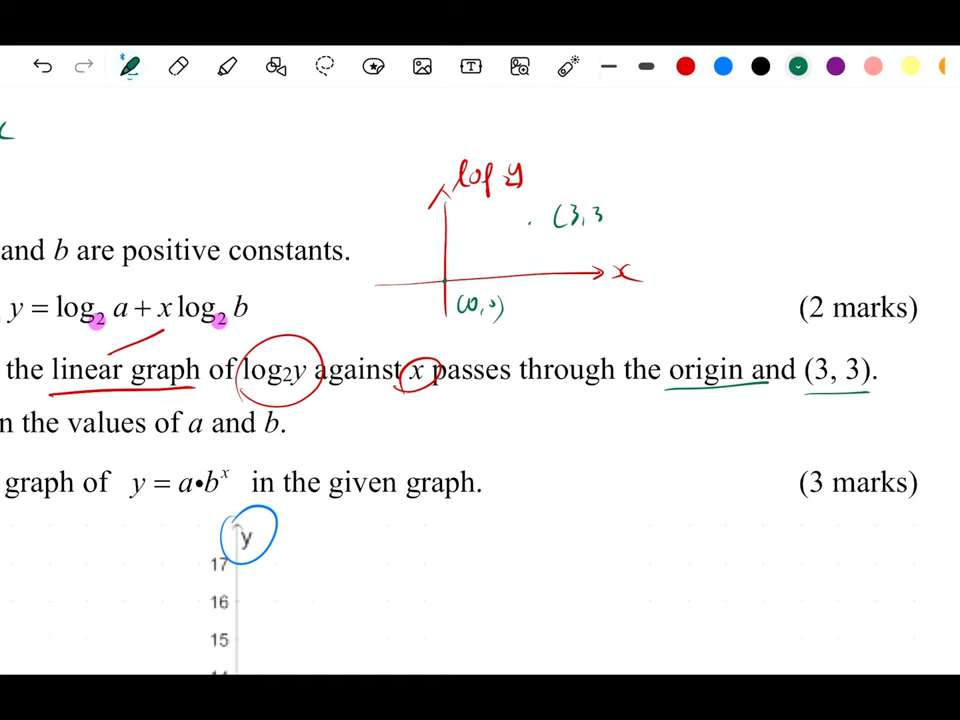 x
log 2 y
(3, 3
and b are positive constants.
x
(0, 0)
y = log₂ a + x log₂ b (2 marks)
the linear graph of log₂y against x passes through the origin and (3, 3).
n the values of a and b.
graph of y = a•bˣ in the given graph. (3 marks)
y
17
16
15